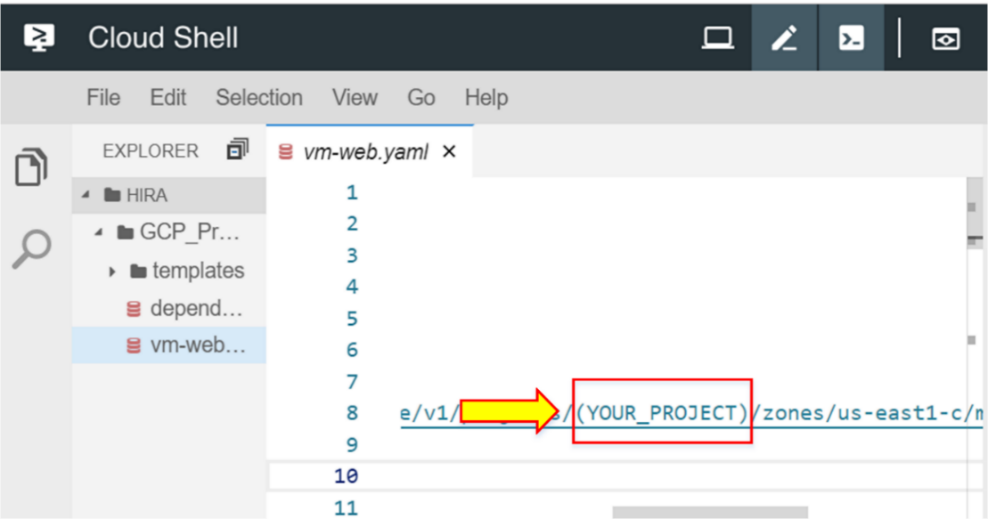 Cloud Shell
File Edit Selection View Go Help
EXPLORER
vm-web.yaml ×
HIRA
GCP_Pr...
templates
depend...
vm-web...
1
2
3
4
5
6
7
8 e/v1/ s/(YOUR_PROJECT)/zones/us-east1-c/m
9
10
11